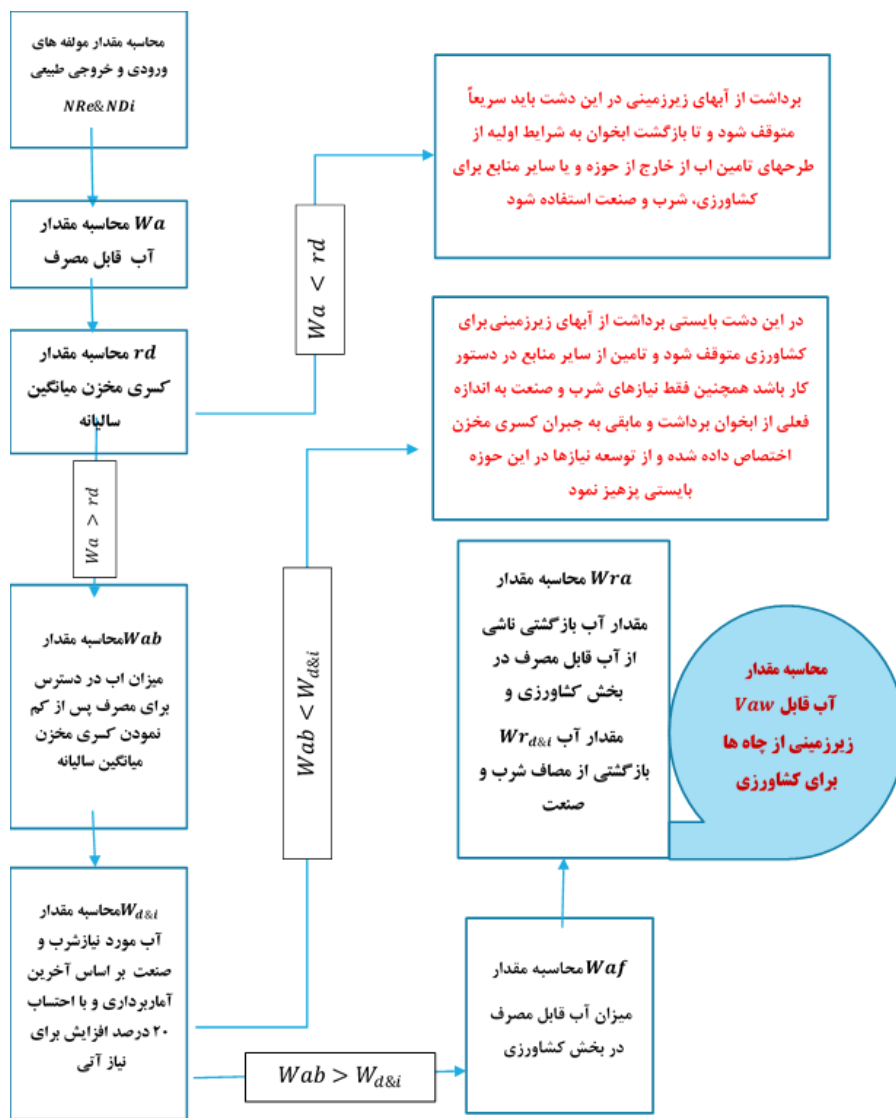 محاسبه مقدار مولفه های
ورودی و خروجی طبیعی
NRe&NDi
محاسبه مقدار Wa
آب قابل مصرف
محاسبه مقدار rd
کسری مخزن میانگین
سالیانه
Wa < rd
برداشت از آبهای زیرزمینی در این دشت باید سریعاً
متوقف شود و تا بازگشت ابخوان به شرایط اولیه از
طرحهای تامین اب از خارج از حوزه و یا سایر منابع برای
کشاورزی، شرب و صنعت استفاده شود
Wa > rd
محاسبه مقدار Wab
میزان اب در دسترس
برای مصرف پس از کم
نمودن کسری مخزن
میانگین سالیانه
محاسبه مقدار Wd&i
آب مورد نیازشرب و
صنعت بر اساس آخرین
آماربرداری و با احتساب
۲۰ درصد افزایش برای
نیاز آتی
Wab < Wd&i
در این دشت بایستی برداشت از آبهای زیرزمینی برای
کشاورزی متوقف شود و تامین از سایر منابع در دستور
کار باشد همچنین فقط نیازهای شرب و صنعت به اندازه
فعلی از ابخوان برداشت و مابقی به جبران کسری مخزن
اختصاص داده شده و از توسعه نیازها در این حوزه
بایستی پزهیز نمود
Wab > Wd&i
محاسبه مقدار Waf
میزان آب قابل مصرف
در بخش کشاورزی
محاسبه مقدار Wra
مقدار آب بازگشتی ناشی
از آب قابل مصرف در
بخش کشاورزی و
مقدار آب Wrd&i
بازگشتی از مصاف شرب و
صنعت
محاسبه مقدار
آب قابل Vaw
زیرزمینی از چاه ها
برای کشاورزی